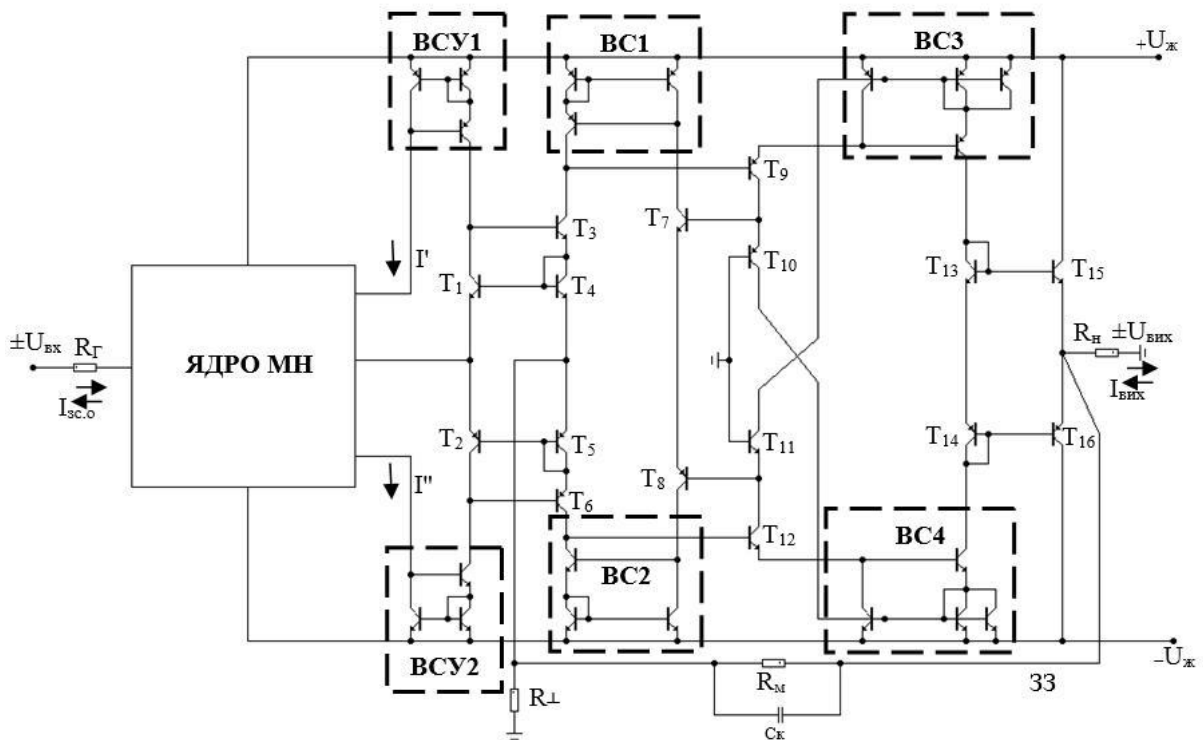 ВСУ1
ВС1
ВС3
+Uж
T9
T3
T7
I'
T10
T1
T4
T13
T15
±Uвх
RГ
ЯДРО МН
Rн
±Uвих
Iзс.о
Iвих
T11
T14
T16
T2
T5
T8
I"
T6
T12
ВС2
ВС4
ВСУ2
–Uж
R⊥
Rм
ЗЗ
Cк